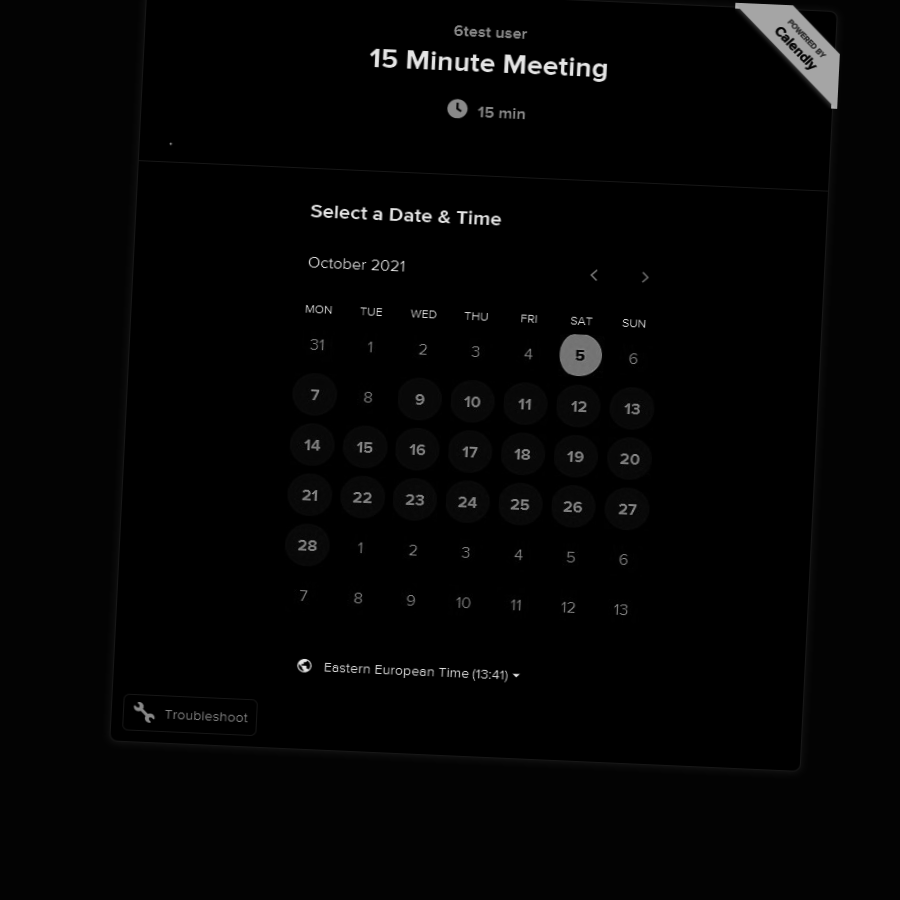 6test user
15 Minute Meeting
15 min
POWERED BY
Calendly
Select a Date & Time
October 2021
MON TUE WED THU FRI SAT SUN
31 1 2 3 4 5 6
7 8 9 10 11 12 13
14 15 16 17 18 19 20
21 22 23 24 25 26 27
28 1 2 3 4 5 6
7 8 9 10 11 12 13
Eastern European Time (13:41)
Troubleshoot